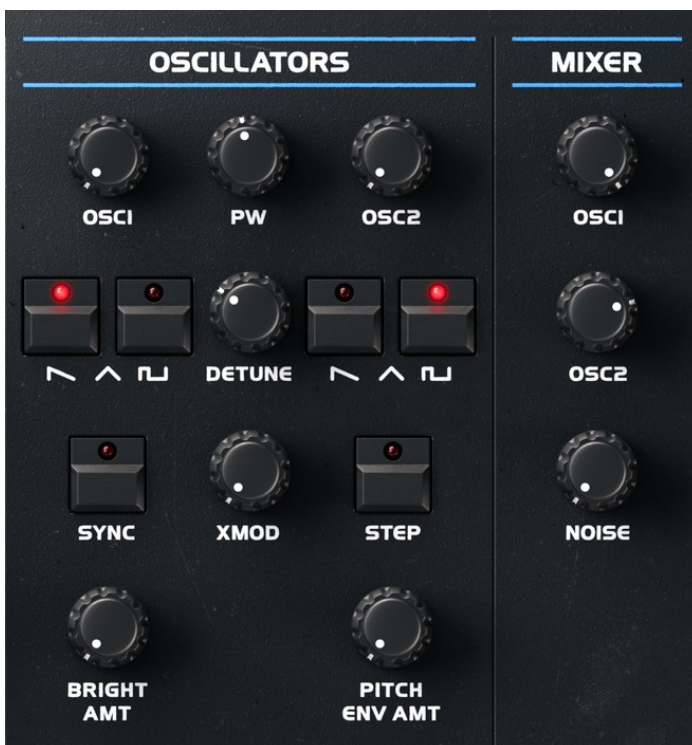 OSCILLATORS
MIXER
OSC1
PW
OSC2
OSC1
DETUNE
OSC2
SYNC
XMOD
STEP
NOISE
BRIGHT
AMT
PITCH
ENV AMT